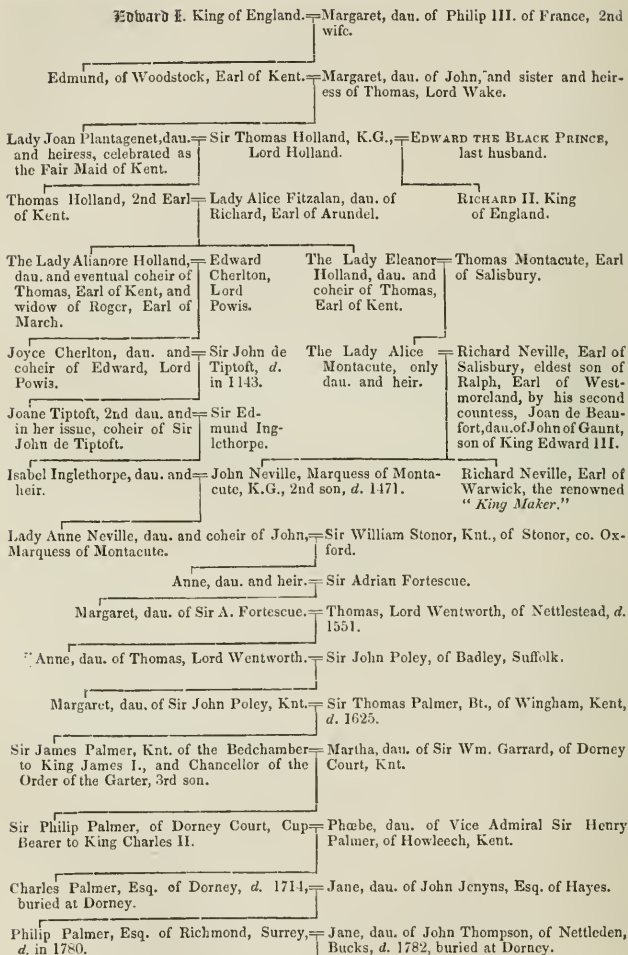 Edward I. King of England.=Margaret, dau. of Philip III. of France, 2nd
wife.
Edmund, of Woodstock, Earl of Kent.=Margaret, dau. of John, and sister and heir-
ess of Thomas, Lord Wake.
Lady Joan Plantagenet, dau.= Sir Thomas Holland, K.G.,=EDWARD THE BLACK PRINCE,
and heiress, celebrated as Lord Holland. last husband.
the Fair Maid of Kent.
Thomas Holland, 2nd Earl= Lady Alice Fitzalan, dau. of RICHARD II. King
of Kent. Richard, Earl of Arundel. of England.
The Lady Alianore Holland,= Edward The Lady Eleanor= Thomas Montacute, Earl
dau. and eventual coheir of Cherlton, Holland, dau. and of Salisbury.
Thomas, Earl of Kent, and Lord coheir of Thomas,
widow of Roger, Earl of Powis. Earl of Kent.
March.
Joyce Cherlton, dau. and= Sir John de The Lady Alice = Richard Neville, Earl of
coheir of Edward, Lord Tiptoft, d. Montacute, only Salisbury, eldest son of
Powis. in 1443. dau. and heir. Ralph, Earl of West-
moreland, by his second
Joane Tiptoft, 2nd dau. and= Sir Ed- countess, Joan de Beau-
in her issue, coheir of Sir mund Ing- fort, dau. of John of Gaunt,
John de Tiptoft. lethorpe. son of King Edward III.
Isabel Inglethorpe, dau. and= John Neville, Marquess of Monta- Richard Neville, Earl of
heir. cute, K.G., 2nd son, d. 1471. Warwick, the renowned
"King Maker."
Lady Anne Neville, dau. and coheir of John,=Sir William Stonor, Knt., of Stonor, co. Ox-
Marquess of Montacute. ford.
Anne, dau. and heir.= Sir Adrian Fortescue.
Margaret, dau. of Sir A. Fortescue.= Thomas, Lord Wentworth, of Nettlestead, d.
1551.
Anne, dau. of Thomas, Lord Wentworth.= Sir John Poley, of Badley, Suffolk.
Margaret, dau. of Sir John Poley, Knt.= Sir Thomas Palmer, Bt., of Wingham, Kent,
d. 1625.
Sir James Palmer, Knt. of the Bedchamber= Martha, dau. of Sir Wm. Garrard, of Dorney
to King James I., and Chancellor of the Court, Knt.
Order of the Garter, 3rd son.
Sir Philip Palmer, of Dorney Court, Cup= Phœbe, dau. of Vice Admiral Sir Henry
Bearer to King Charles II. Palmer, of Howleech, Kent.
Charles Palmer, Esq. of Dorney, d. 1714,= Jane, dau. of John Jenyns, Esq. of Hayes.
buried at Dorney.
Philip Palmer, Esq. of Richmond, Surrey,= Jane, dau. of John Thompson, of Nettleden,
d. in 1780. Bucks, d. 1782, buried at Dorney.